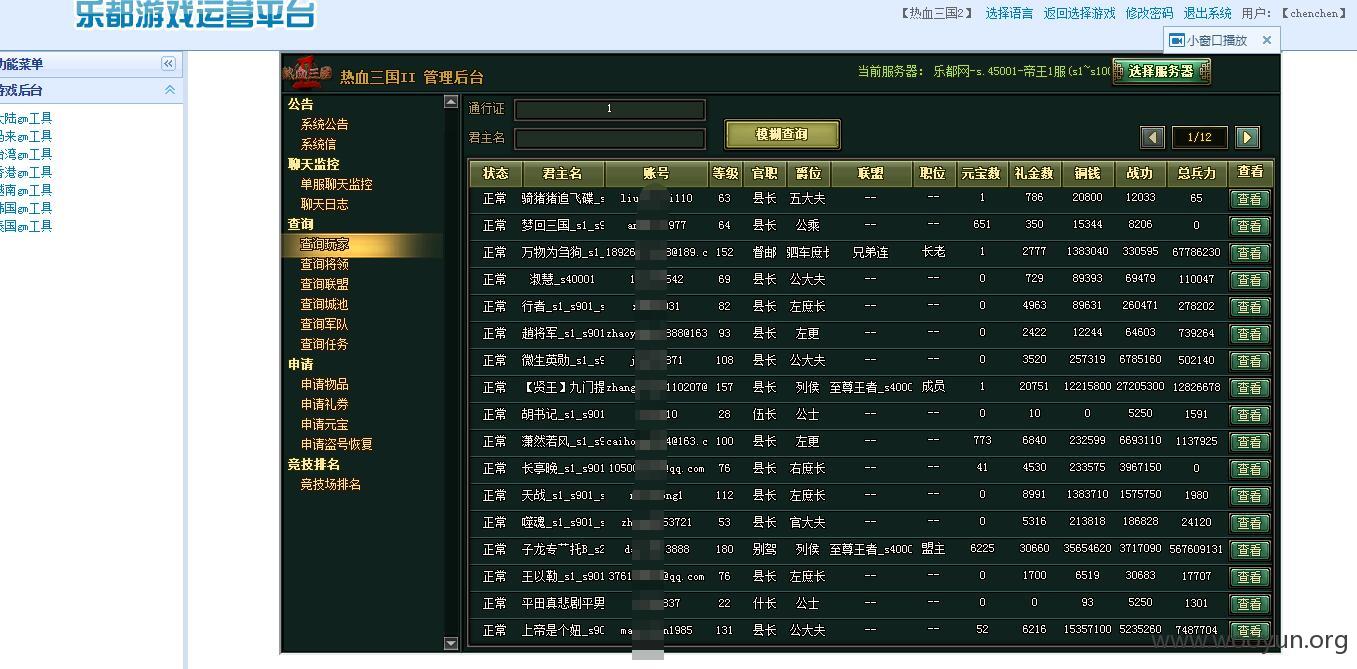 乐都游戏运营平台
【热血三国2】 选择语言 返回选择游戏 修改密码 退出系统 用户: 【chenchen】
小窗口播放 ×
功能菜单
游戏后台
大陆gm工具
马来gm工具
台湾gm工具
香港gm工具
越南gm工具
韩国gm工具
泰国gm工具
热血三国II 管理后台
当前服务器: 乐都网-s.45001-帝王1服(s1~s100
选择服务器
公告
系统公告
系统信
聊天监控
单服聊天监控
聊天日志
查询
查询玩家
查询将领
查询联盟
查询城池
查询军队
查询任务
申请
申请物品
申请礼券
申请元宝
申请盗号恢复
竞技排名
竞技场排名
通行证 1
君主名
模糊查询
1/12
状态 君主名 账号 等级 官职 爵位 联盟 职位 元宝数 礼金数 铜钱 战功 总兵力 查看
正常 骑猪猪追飞碟_s liu i110 63 县长 五大夫 -- -- 1 786 20800 12033 65 查看
正常 梦回三国_s1_s9 an 977 64 县长 公乘 -- -- 651 350 15344 8206 0 查看
正常 万物为刍狗_s1_ 18926 8@189.c 152 督邮 驷车庶长 兄弟连 长老 1 2777 1383040 330595 67786230 查看
正常 淑慧_s40001 1 542 69 县长 公大夫 -- -- 0 729 89393 69479 110047 查看
正常 行者_s1_s901_s 031 82 县长 左庶长 -- -- 0 4963 89631 260471 278202 查看
正常 趙将军_s1_s901 zhaoy 888@163 93 县长 左更 -- -- 0 2422 12244 64603 739264 查看
正常 微生英勋_s1_s9 j 871 108 县长 公大夫 -- -- 0 3520 257319 6785160 502140 查看
正常 【贤王】九门提 zhang 110207@ 157 县长 列侯 至尊王者_s400 成员 1 20751 12215800 27205300 12826678 查看
正常 胡书记_s1_s901 10 28 伍长 公士 -- -- 0 10 0 5250 1591 查看
正常 萧然若风_s1_s9 caiho 4@163.c 100 县长 左更 -- -- 773 6840 232599 6693110 1137925 查看
正常 长亭晚_s1_s901 10500 @qq.com 76 县长 右庶长 -- -- 41 4530 233575 3967150 0 查看
正常 天战_s1_s901_s ong1 112 县长 左庶长 -- -- 0 8991 1383710 1575750 1980 查看
正常 噬魂_s1_s901_s zh 53721 53 县长 官大夫 -- -- 0 5316 213818 186828 24120 查看
正常 子龙专艹托B_s2 d 3888 180 别驾 列侯 至尊王者_s400 盟主 6225 30660 35654620 3717090 567609131 查看
正常 王以勒_s1_s901 3761 @qq.com 76 县长 左庶长 -- -- 0 1700 6519 30683 17707 查看
正常 平田真悲剧平男 837 22 什长 公士 -- -- 0 0 93 5250 1301 查看
正常 上帝是个妞_s90 ma n1985 131 县长 公大夫 -- -- 52 6216 15357100 5235260 7487704 查看
www.wooyun.org